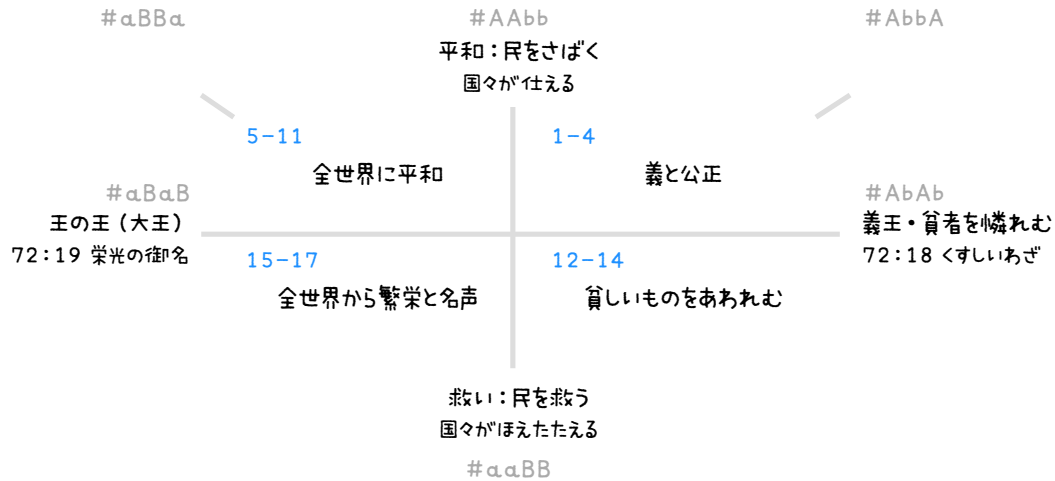 #aBBa
#AAbb
#AbbA
平和：民をさばく
国々が仕える
5-11
1-4
全世界に平和
義と公正
#aBaB
#AbAb
王の王（大王）
義王・貧者を憐れむ
72:19 栄光の御名
72:18 くすしいわざ
15-17
12-14
全世界から繁栄と名声
貧しいものをあわれむ
救い：民を救う
国々がほえたたえる
#aaBB